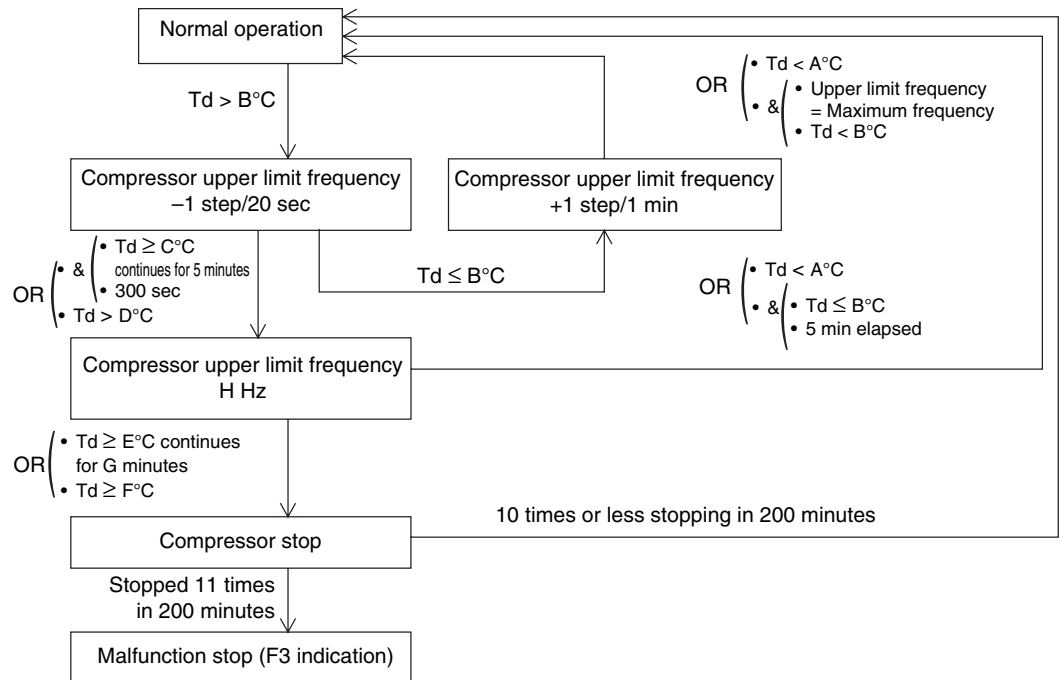 Normal operation
Td > B°C
OR
• Td < A°C
• &
• Upper limit frequency
= Maximum frequency
• Td < B°C
Compressor upper limit frequency
–1 step/20 sec
Compressor upper limit frequency
+1 step/1 min
OR
• &
• Td ≥ C°C
continues for 5 minutes
• 300 sec
• Td > D°C
Td ≤ B°C
OR
• Td < A°C
• &
• Td ≤ B°C
• 5 min elapsed
Compressor upper limit frequency
H Hz
OR
• Td ≥ E°C continues
for G minutes
• Td ≥ F°C
10 times or less stopping in 200 minutes
Compressor stop
Stopped 11 times
in 200 minutes
Malfunction stop (F3 indication)